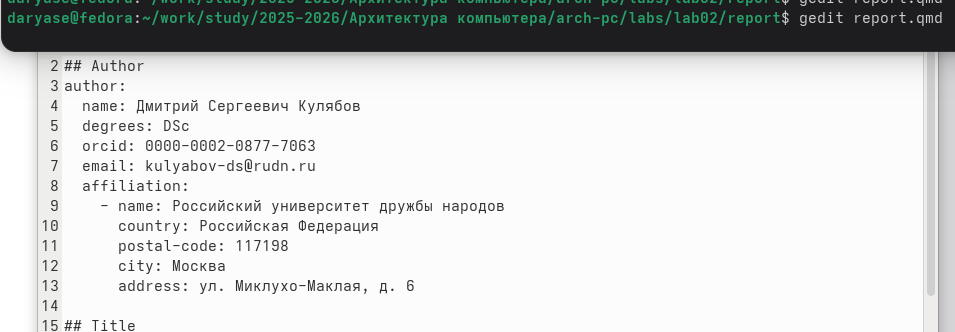 daryase@fedora:~/work/study/2025-2026/Архитектура компьютера/arch-pc/labs/lab02/report$ gedit report.qmd
daryase@fedora:~/work/study/2025-2026/Архитектура компьютера/arch-pc/labs/lab02/report$ gedit report.qmd
2 ## Author
3 author:
4   name: Дмитрий Сергеевич Кулябов
5   degrees: DSc
6   orcid: 0000-0002-0877-7063
7   email: kulyabov-ds@rudn.ru
8   affiliation:
9     - name: Российский университет дружбы народов
10       country: Российская Федерация
11       postal-code: 117198
12       city: Москва
13       address: ул. Миклухо-Маклая, д. 6
14
15 ## Title